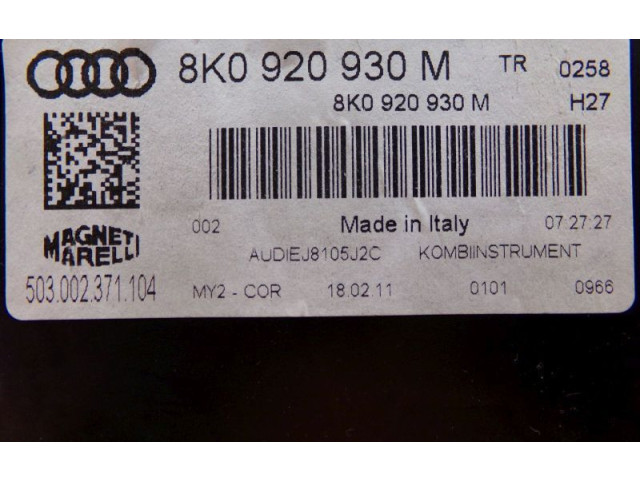 8K0 920 930 M TR 0258
8K0 920 930 M H27
002 Made in Italy 07:27:27
MAGNETI
MARELLI
AUDIEJ8105J2C KOMBIINSTRUMENT
503.002.371.104 MY2 - COR 18.02.11 0101 0966